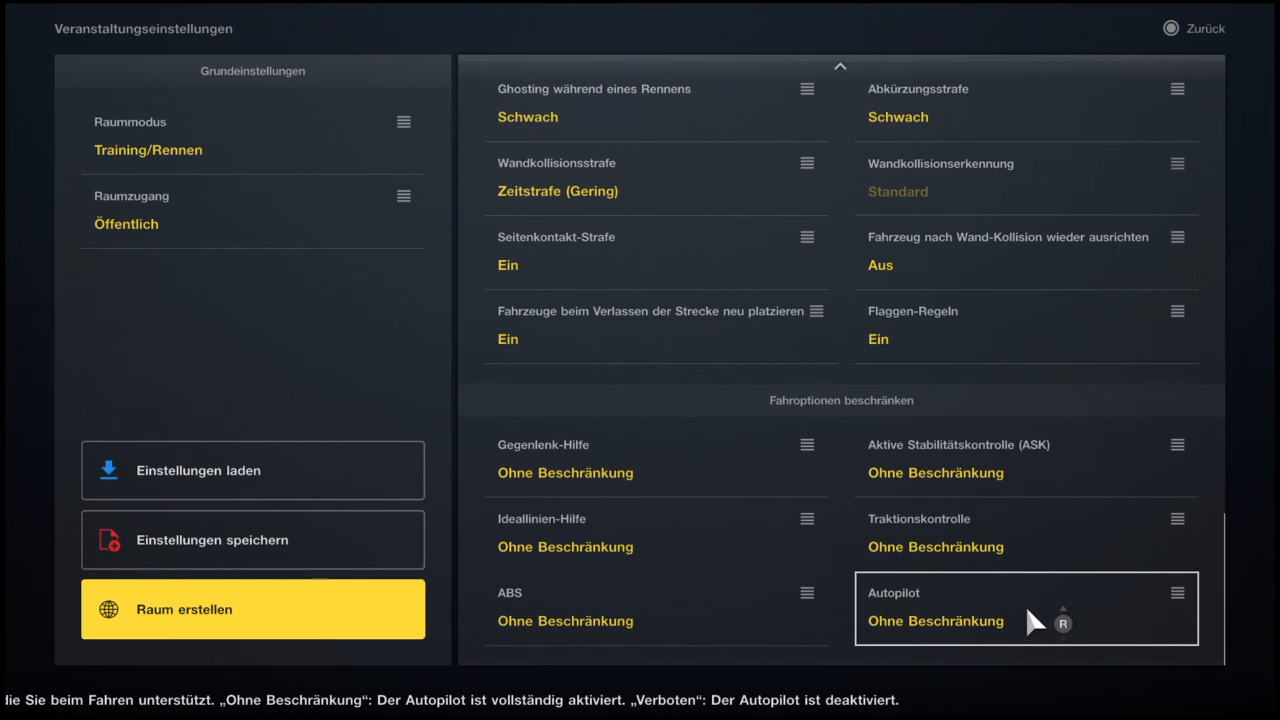 Veranstaltungseinstellungen
Zurück
Grundeinstellungen
Raummodus
Training/Rennen
Raumzugang
Öffentlich
Einstellungen laden
Einstellungen speichern
Raum erstellen
Ghosting während eines Rennens
Schwach
Abkürzungsstrafe
Schwach
Wandkollisionsstrafe
Zeitstrafe (Gering)
Wandkollisionserkennung
Standard
Seitenkontakt-Strafe
Ein
Fahrzeug nach Wand-Kollision wieder ausrichten
Aus
Fahrzeuge beim Verlassen der Strecke neu platzieren
Ein
Flaggen-Regeln
Ein
Fahroptionen beschränken
Gegenlenk-Hilfe
Ohne Beschränkung
Aktive Stabilitätskontrolle (ASK)
Ohne Beschränkung
Ideallinien-Hilfe
Ohne Beschränkung
Traktionskontrolle
Ohne Beschränkung
ABS
Ohne Beschränkung
Autopilot
Ohne Beschränkung
R
die Sie beim Fahren unterstützt. „Ohne Beschränkung“: Der Autopilot ist vollständig aktiviert. „Verboten“: Der Autopilot ist deaktiviert.